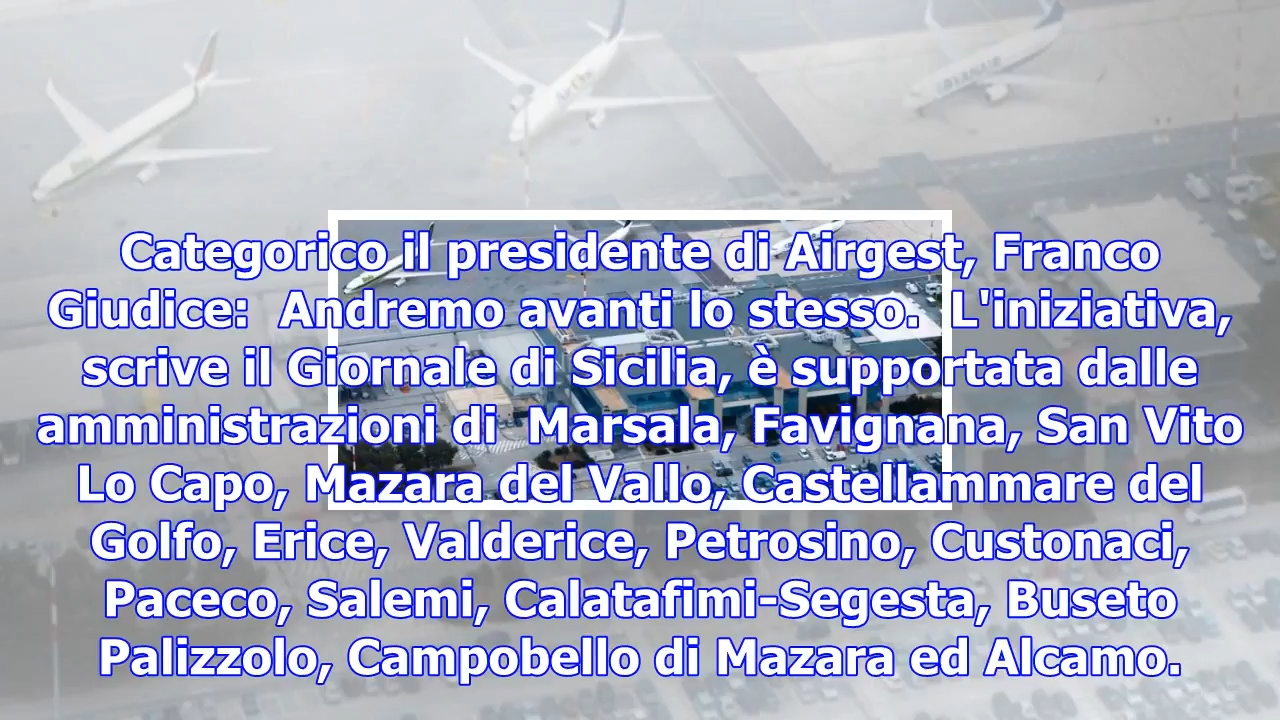 RYANAIR
Categorico il presidente di Airgest, Franco
Giudice:  Andremo avanti lo stesso.  L'iniziativa,
scrive il Giornale di Sicilia, è supportata dalle
amministrazioni di  Marsala, Favignana, San Vito
Lo Capo, Mazara del Vallo, Castellammare del
Golfo, Erice, Valderice, Petrosino, Custonaci,
Paceco, Salemi, Calatafimi-Segesta, Buseto
Palizzolo, Campobello di Mazara ed Alcamo.